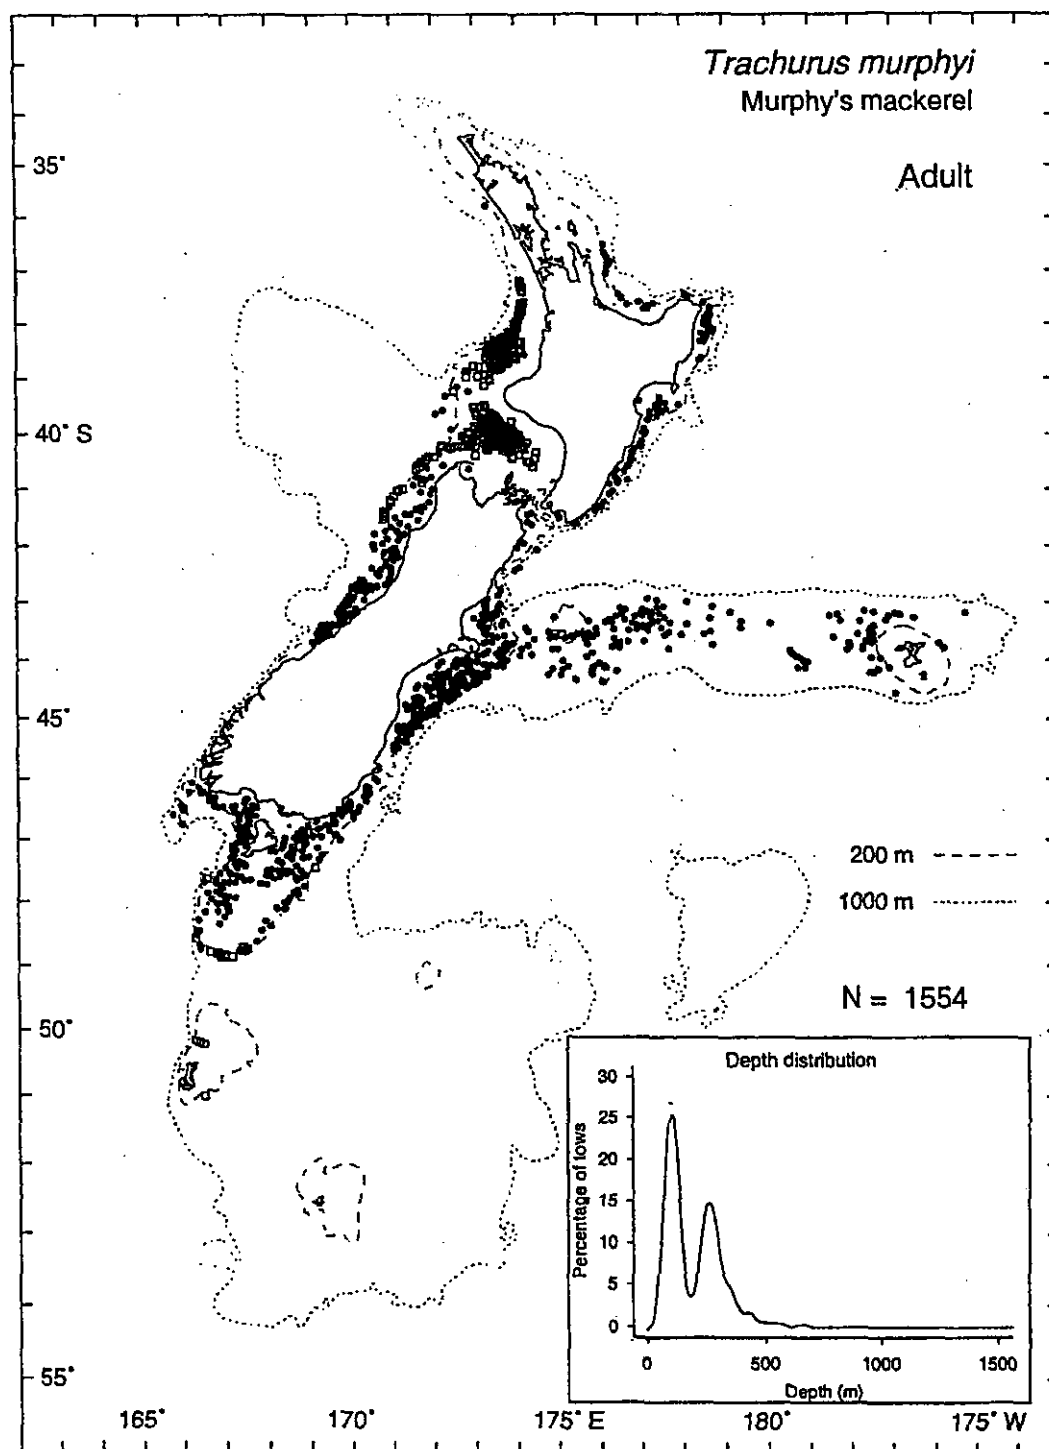 Trachurus murphyi
Murphy's mackerel
Adult
35°
40° S
45°
50°
55°
200 m
1000 m
N = 1554
Depth distribution
30
25
20
15
10
5
0
Percentage of tows
0 500 1000 1500
Depth (m)
165° 170° 175° E 180° 175° W